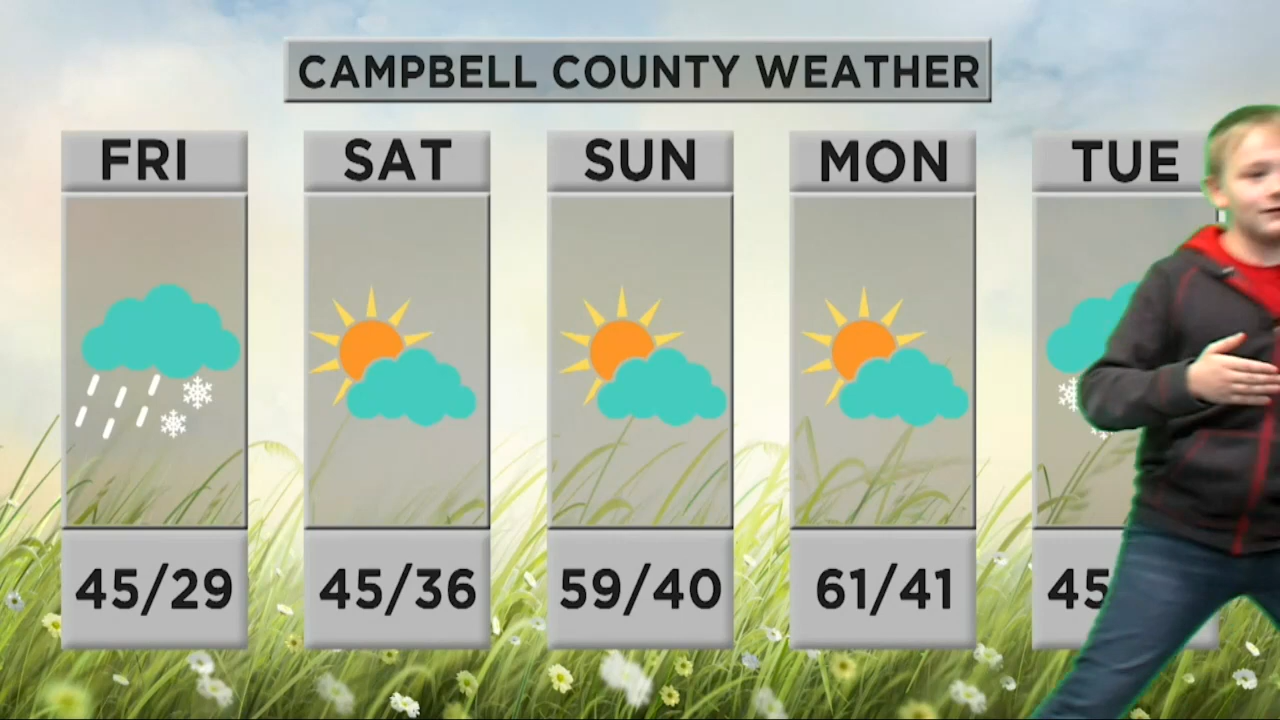 CAMPBELL COUNTY WEATHER
FRI
SAT
SUN
MON
TUE
45/29
45/36
59/40
61/41
45